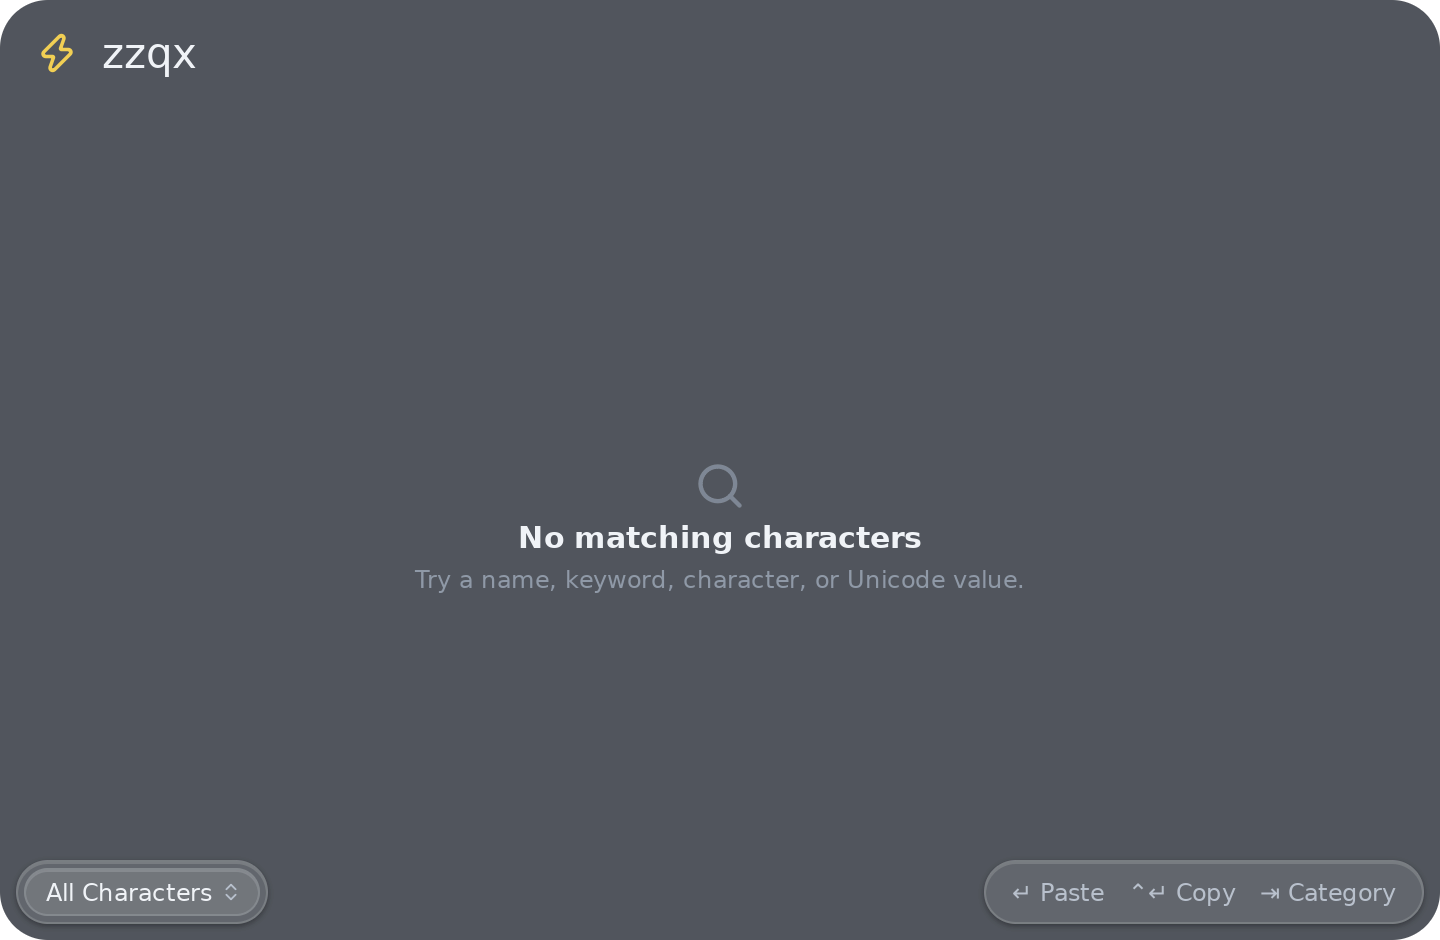 zzqx
No matching characters
Try a name, keyword, character, or Unicode value.
All Characters
↵ Paste ⌃↵ Copy ⇥ Category